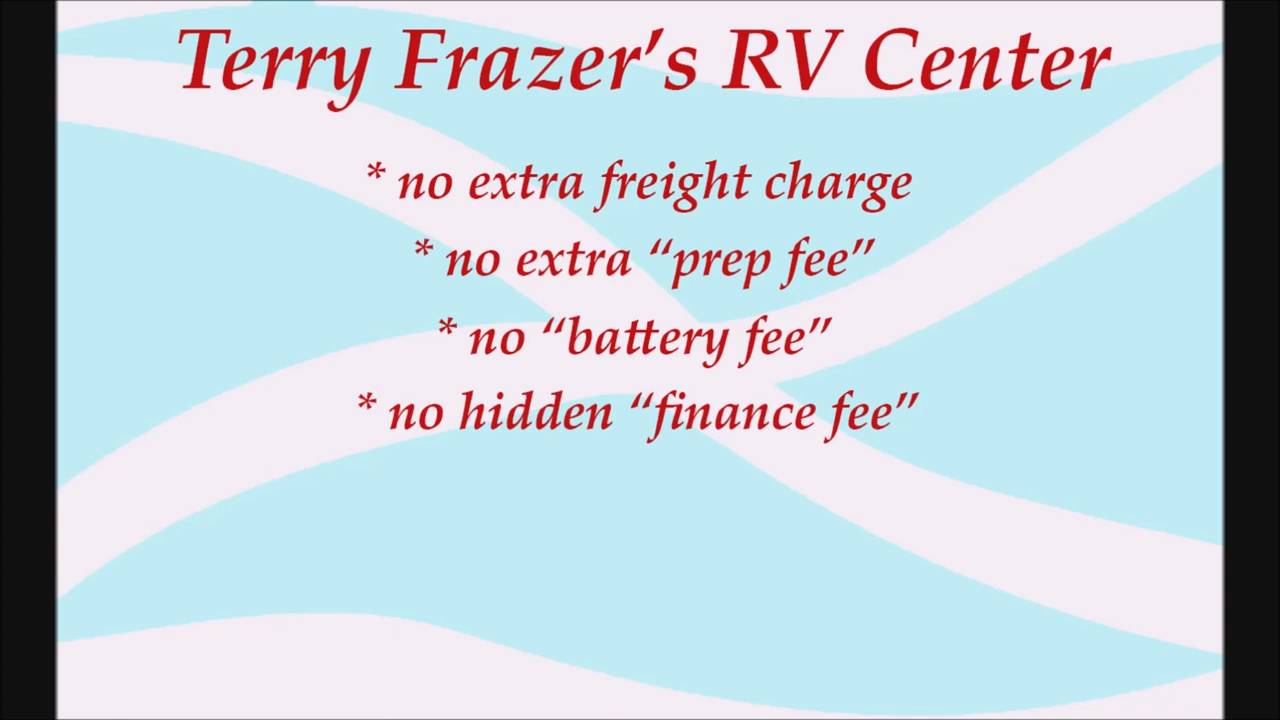 Terry Frazer’s RV Center
* no extra freight charge
* no extra “prep fee”
* no “battery fee”
* no hidden “finance fee”